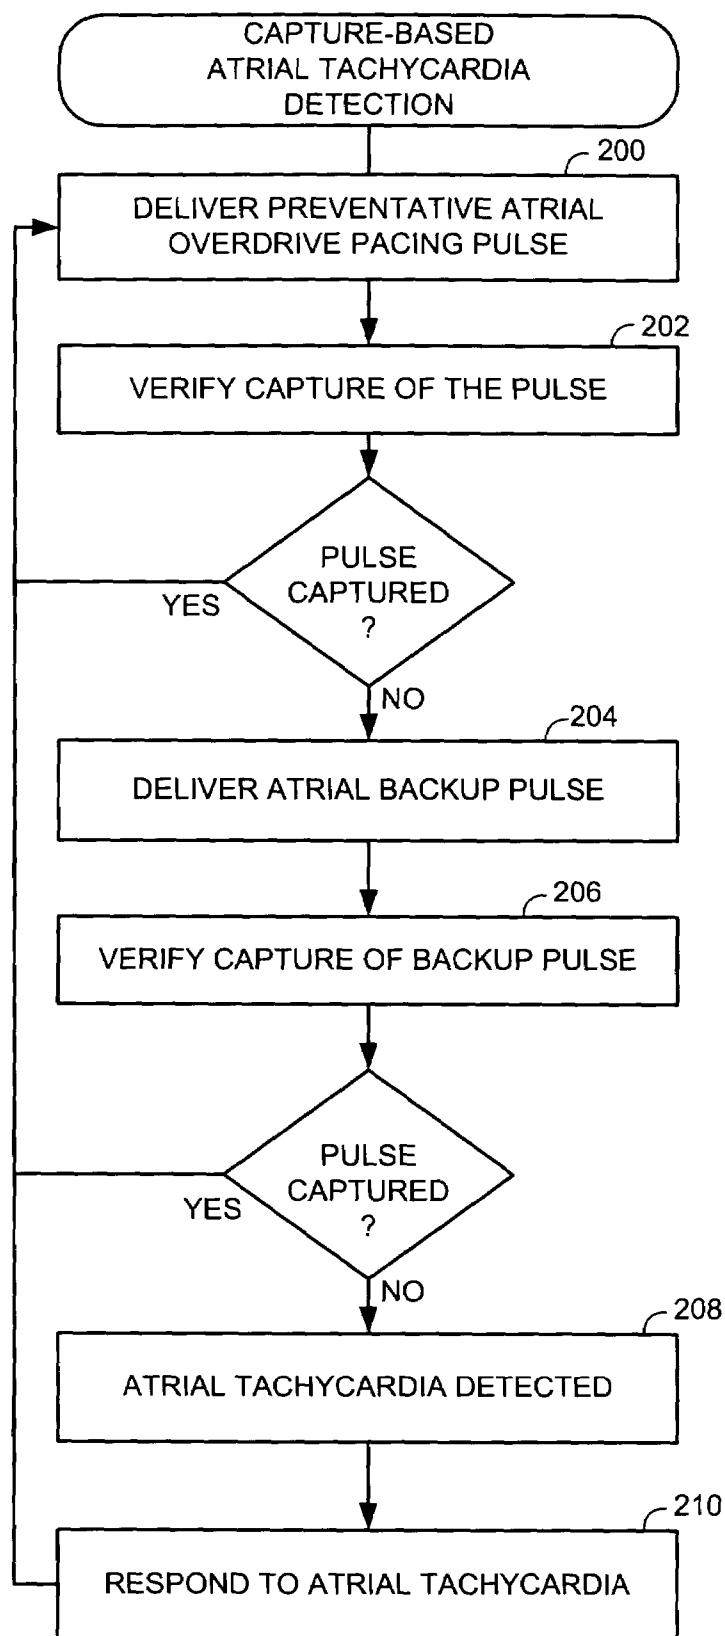 CAPTURE-BASED
ATRIAL TACHYCARDIA
DETECTION
200
DELIVER PREVENTATIVE ATRIAL
OVERDRIVE PACING PULSE
202
VERIFY CAPTURE OF THE PULSE
PULSE
CAPTURED
?
YES
NO
204
DELIVER ATRIAL BACKUP PULSE
206
VERIFY CAPTURE OF BACKUP PULSE
PULSE
CAPTURED
?
YES
NO
208
ATRIAL TACHYCARDIA DETECTED
210
RESPOND TO ATRIAL TACHYCARDIA